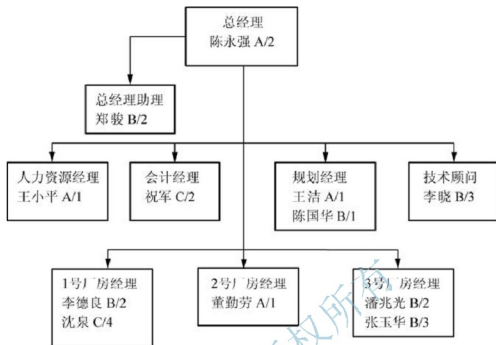 总经理
陈永强 A/2
总经理助理
郑骏 B/2
人力资源经理
王小平 A/1
会计经理
祝军 C/2
规划经理
王洁 A/1
陈国华 B/1
技术顾问
李晓 B/3
1号厂房经理
李德良 B/2
沈泉 C/4
2号厂房经理
董勤劳 A/1
3号厂房经理
潘兆光 B/2
张玉华 B/3
权所有